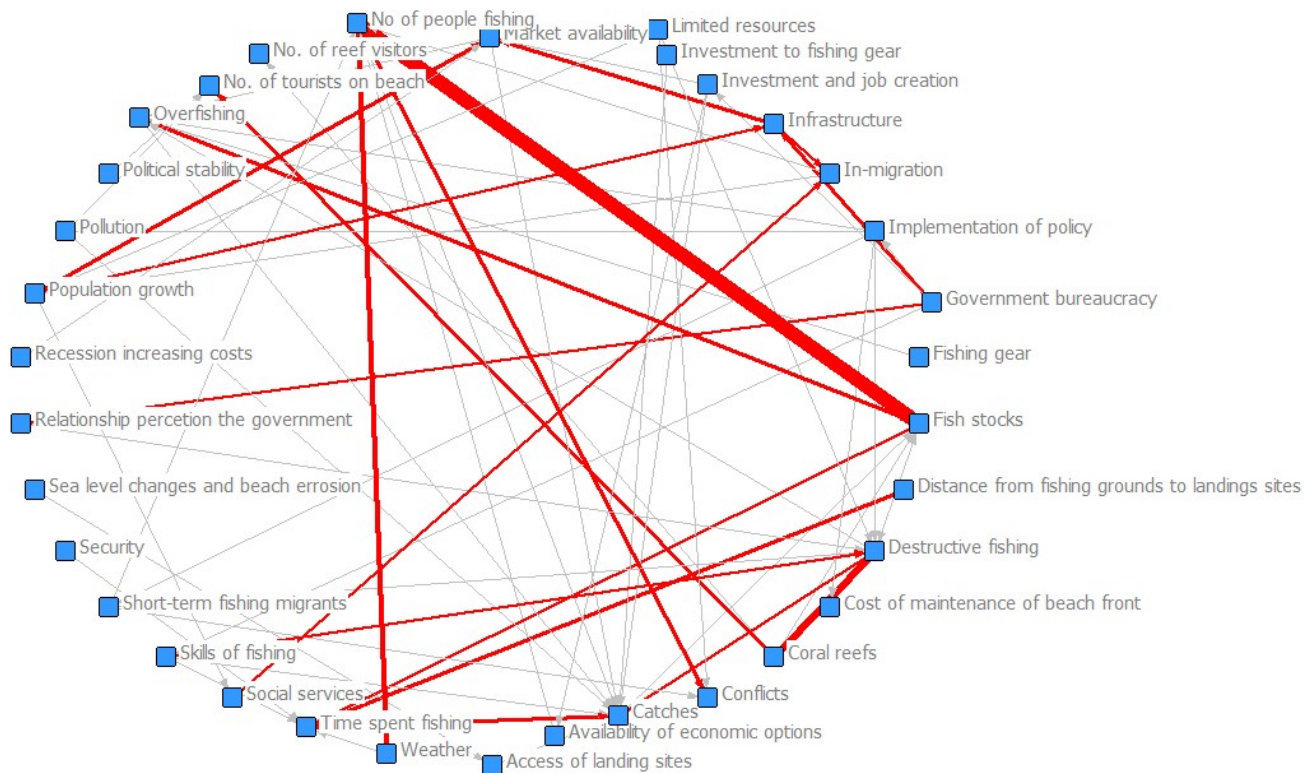 No of people fishing
Limited resources
Market availability
No. of reef visitors
Investment to fishing gear
No. of tourists on beach
Investment and job creation
Overfishing
Infrastructure
Political stability
In-migration
Pollution
Implementation of policy
Population growth
Government bureaucracy
Recession increasing costs
Fishing gear
Relationship percetion the government
Fish stocks
Sea level changes and beach errosion
Distance from fishing grounds to landings sites
Security
Destructive fishing
Short-term fishing migrants
Cost of maintenance of beach front
Skills of fishing
Coral reefs
Social services
Conflicts
Time spent fishing
Catches
Weather
Availability of economic options
Access of landing sites